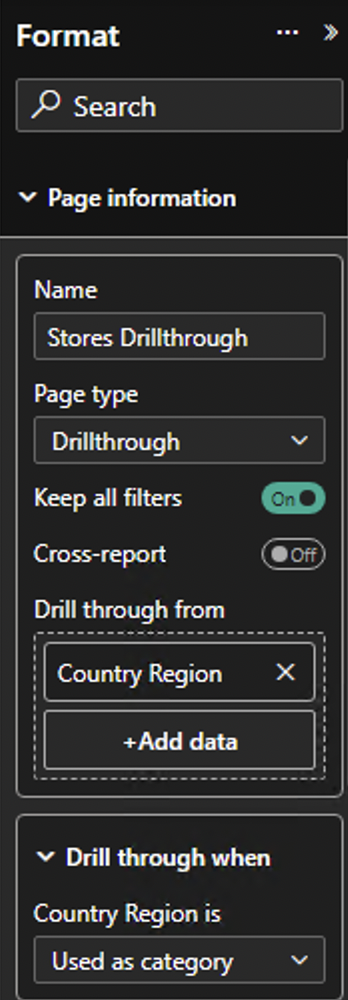 Format
Search
Page information
Name
Stores Drillthrough
Page type
Drillthrough
Keep all filters On
Cross-report Off
Drill through from
Country Region
+Add data
Drill through when
Country Region is
Used as category